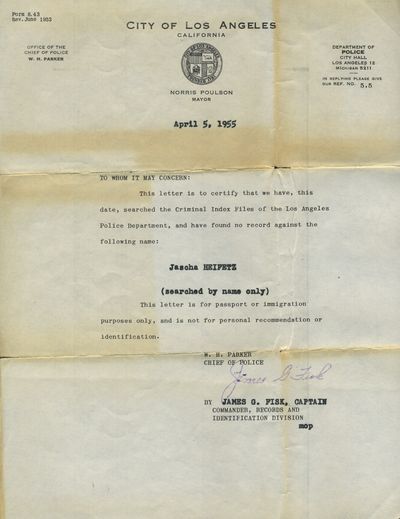 Form 8.43
Rev. June 1953
CITY OF LOS ANGELES
CALIFORNIA
OFFICE OF THE
CHIEF OF POLICE
W. H. PARKER
DEPARTMENT OF
POLICE
CITY HALL
LOS ANGELES 12
MICHIGAN 5211
IN REPLYING PLEASE GIVE
OUR REF. NO. 5.5
NORRIS POULSON
MAYOR
April 5, 1955
TO WHOM IT MAY CONCERN:
This letter is to certify that we have, this
date, searched the Criminal Index Files of the Los Angeles
Police Department, and have found no record against the
following name:
Jascha HEIFETZ
(searched by name only)
This letter is for passport or immigration
purposes only, and is not for personal recommendation or
identification.
W. H. PARKER
CHIEF OF POLICE
James G Fisk
BY JAMES G. FISK, CAPTAIN
COMMANDER, RECORDS AND
IDENTIFICATION DIVISION
mop